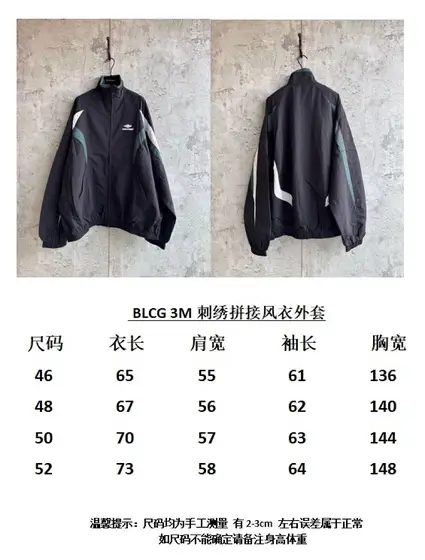 BLCG 3M 刺绣拼接风衣外套
尺码 衣长 肩宽 袖长 胸宽
46 65 55 61 136
48 67 56 62 140
50 70 57 63 144
52 73 58 64 148
温馨提示：尺码均为手工测量 有2-3cm 左右误差属于正常
如尺码不能确定请备注身高体重